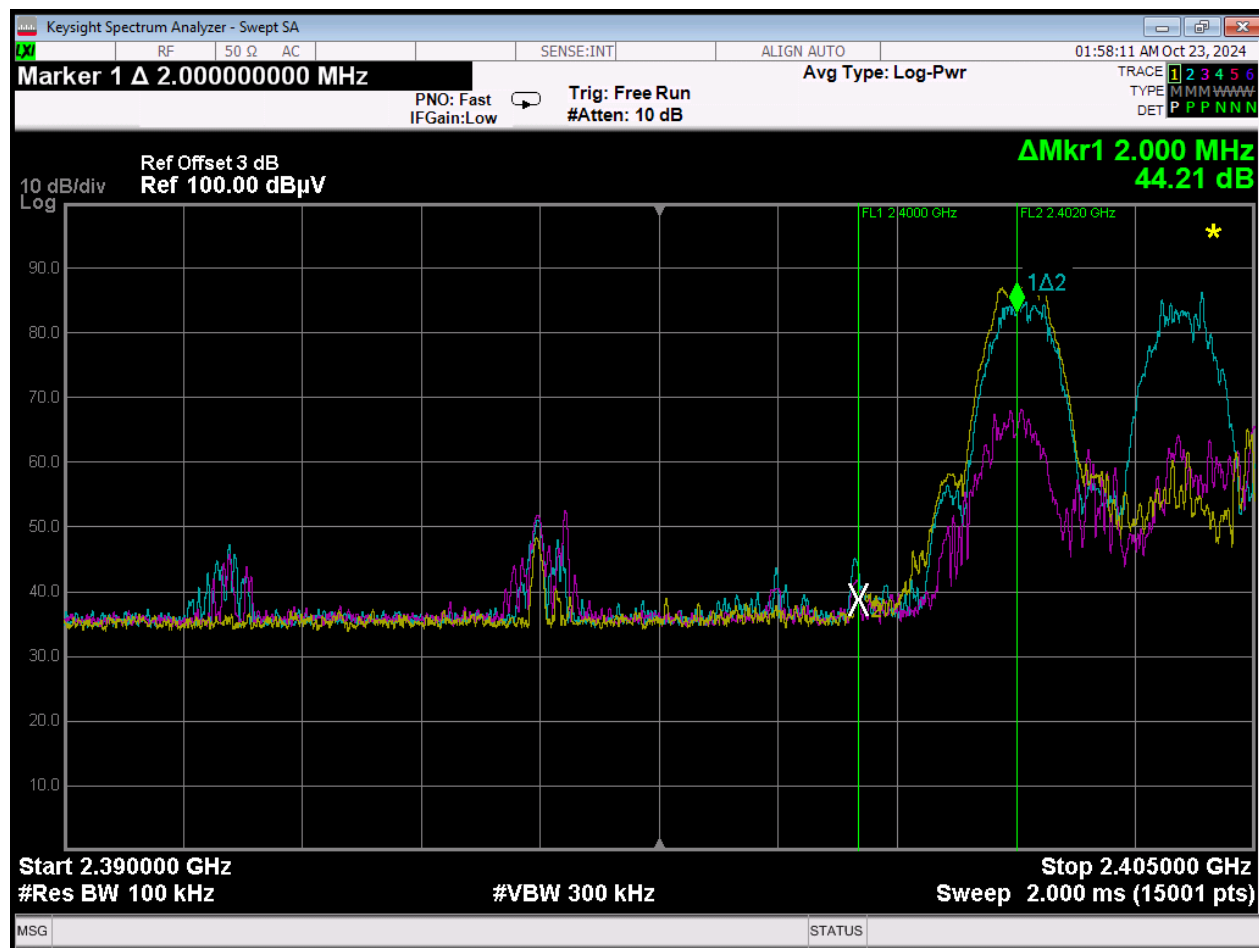 Keysight Spectrum Analyzer - Swept SA
LXI RF 50 Ω AC SENSE:INT ALIGN AUTO 01:58:11 AM Oct 23, 2024
Marker 1 Δ 2.000000000 MHz
PNO: Fast
IFGain:Low
Trig: Free Run
#Atten: 10 dB
Avg Type: Log-Pwr
TRACE 1 2 3 4 5 6
TYPE M M M W W W
DET P P P N N N
ΔMkr1 2.000 MHz
44.21 dB
10 dB/div
Log
Ref Offset 3 dB
Ref 100.00 dBµV
FL1 2.4000 GHz
FL2 2.4020 GHz
*
1Δ2
X
2
90.0
80.0
70.0
60.0
50.0
40.0
30.0
20.0
10.0
Start 2.390000 GHz
Stop 2.405000 GHz
#Res BW 100 kHz
#VBW 300 kHz
Sweep 2.000 ms (15001 pts)
MSG
STATUS